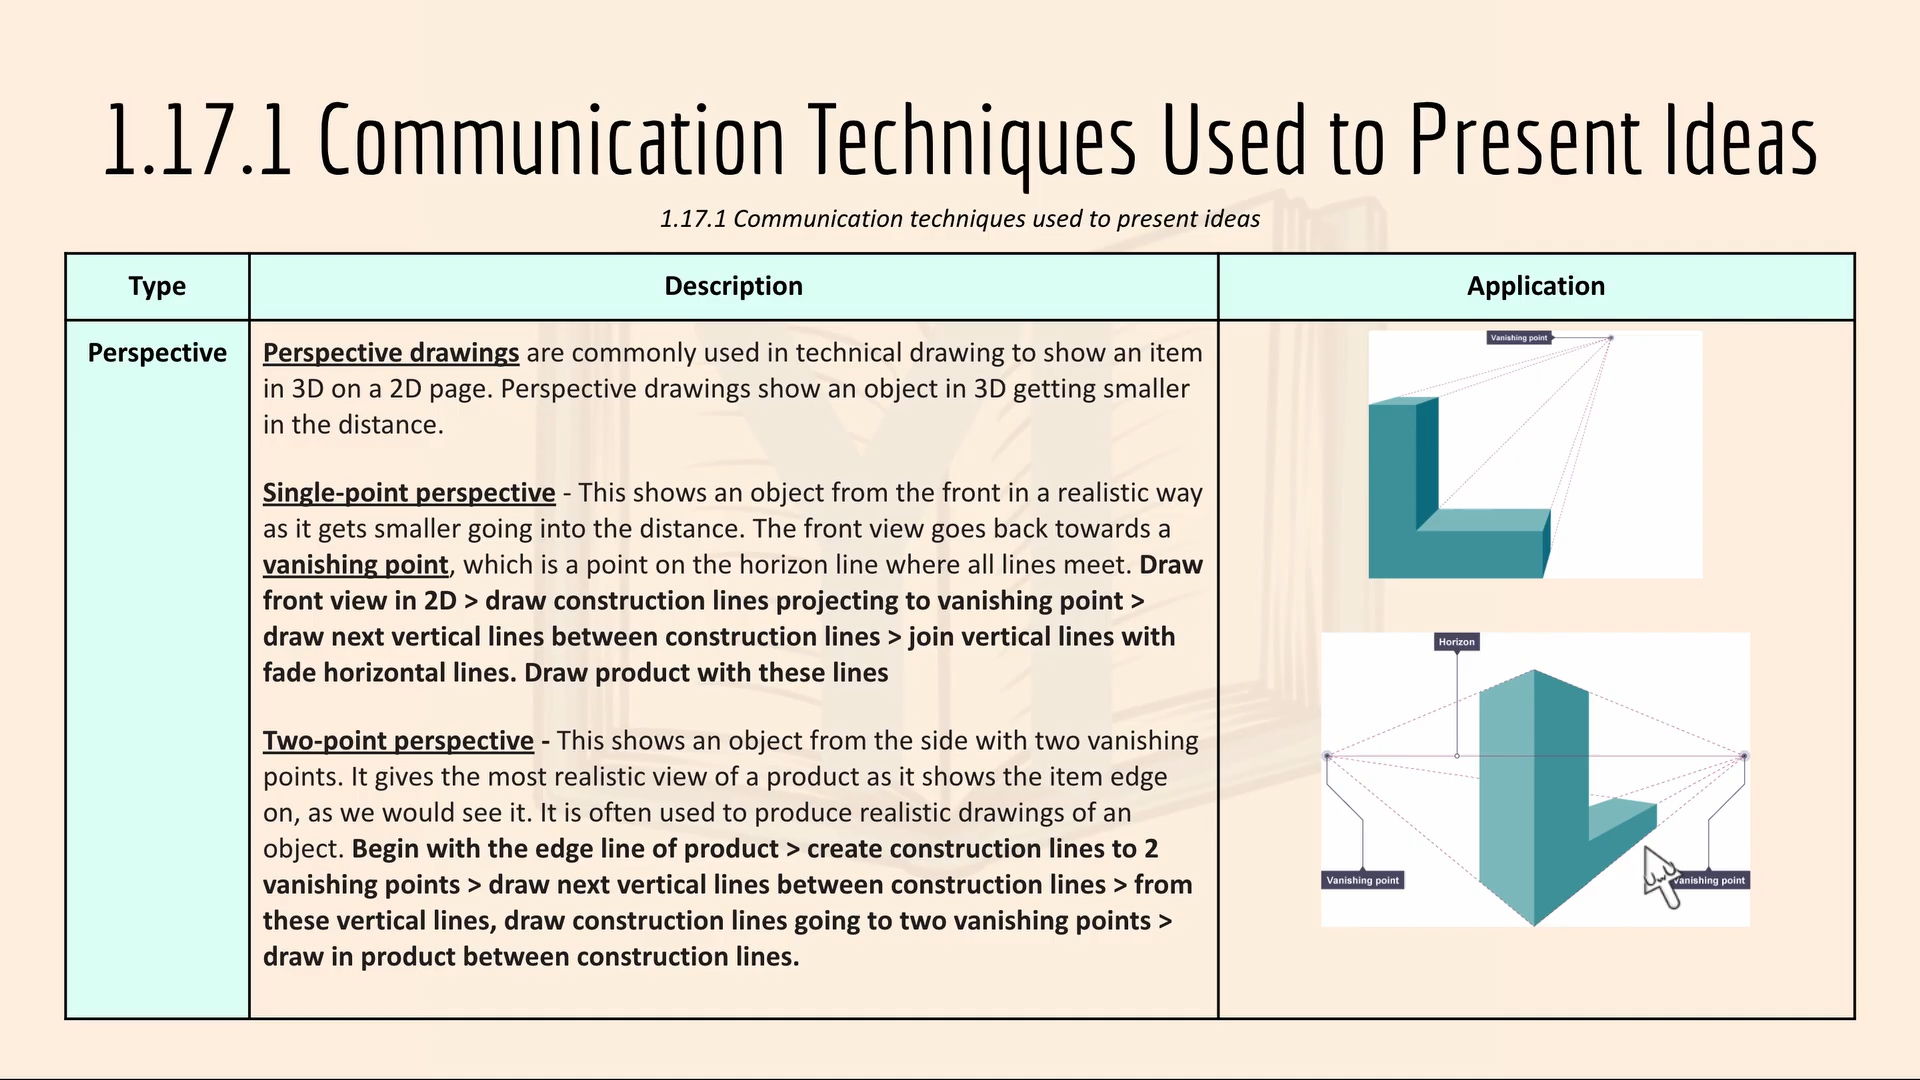 1.17.1 Communication Techniques Used to Present Ideas
1.17.1 Communication techniques used to present ideas
Type
Description
Application
Perspective
Perspective drawings are commonly used in technical drawing to show an item
in 3D on a 2D page. Perspective drawings show an object in 3D getting smaller
in the distance.
Single-point perspective - This shows an object from the front in a realistic way
as it gets smaller going into the distance. The front view goes back towards a
vanishing point, which is a point on the horizon line where all lines meet. Draw
front view in 2D > draw construction lines projecting to vanishing point >
draw next vertical lines between construction lines > join vertical lines with
fade horizontal lines. Draw product with these lines
Two-point perspective - This shows an object from the side with two vanishing
points. It gives the most realistic view of a product as it shows the item edge
on, as we would see it. It is often used to produce realistic drawings of an
object. Begin with the edge line of product > create construction lines to 2
vanishing points > draw next vertical lines between construction lines > from
these vertical lines, draw construction lines going to two vanishing points >
draw in product between construction lines.
Vanishing point
Horizon
Vanishing point
Vanishing point
UwU